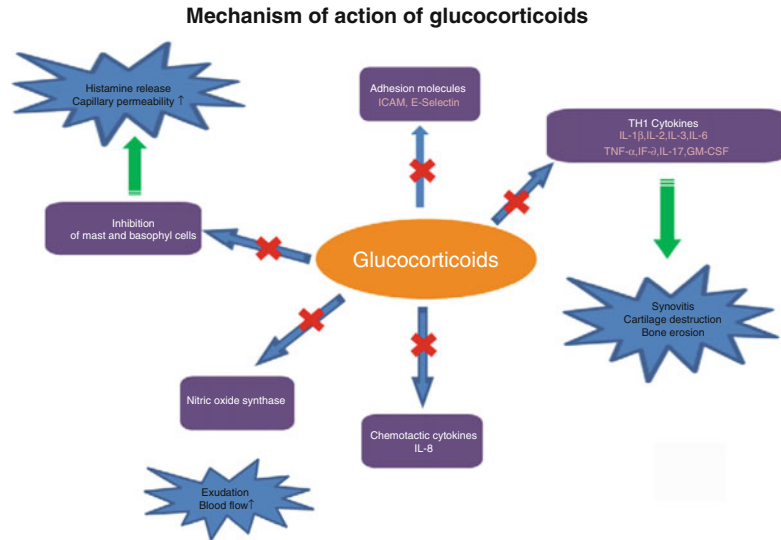 Mechanism of action of glucocorticoids
Histamine release
Capillary permeability ↑
Adhesion molecules
ICAM, E-Selectin
TH1 Cytokines
IL-1β,IL-2,IL-3,IL-6
TNF-α,IF-∂,IL-17,GM-CSF
Inhibition
of mast and basophyl cells
Glucocorticoids
Synovitis
Cartilage destruction
Bone erosion
Nitric oxide synthase
Chemotactic cytokines
IL-8
Exudation
Blood flow↑